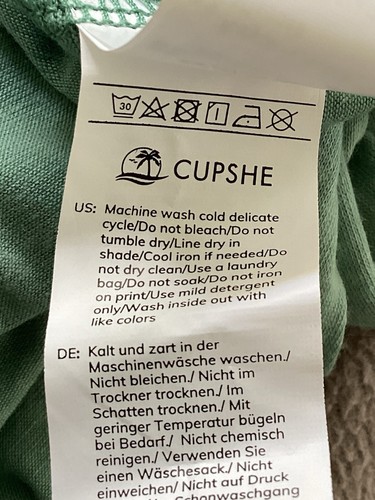 30
CUPSHE
US: Machine wash cold delicate
cycle/Do not bleach/Do not
tumble dry/Line dry in
shade/Cool iron if needed/Do
not dry clean/Use a laundry
bag/Do not soak/Do not iron
on print/Use mild detergent
only/Wash inside out with
like colors
DE: Kalt und zart in der
Maschinenwäsche waschen./
Nicht bleichen./ Nicht im
Trockner trocknen./ Im
Schatten trocknen./ Mit
geringer Temperatur bügeln
bei Bedarf./ Nicht chemisch
reinigen./ Verwenden Sie
einen Wäschesack./ Nicht
einweichen/ Nicht auf Druck
Schonwaschgang